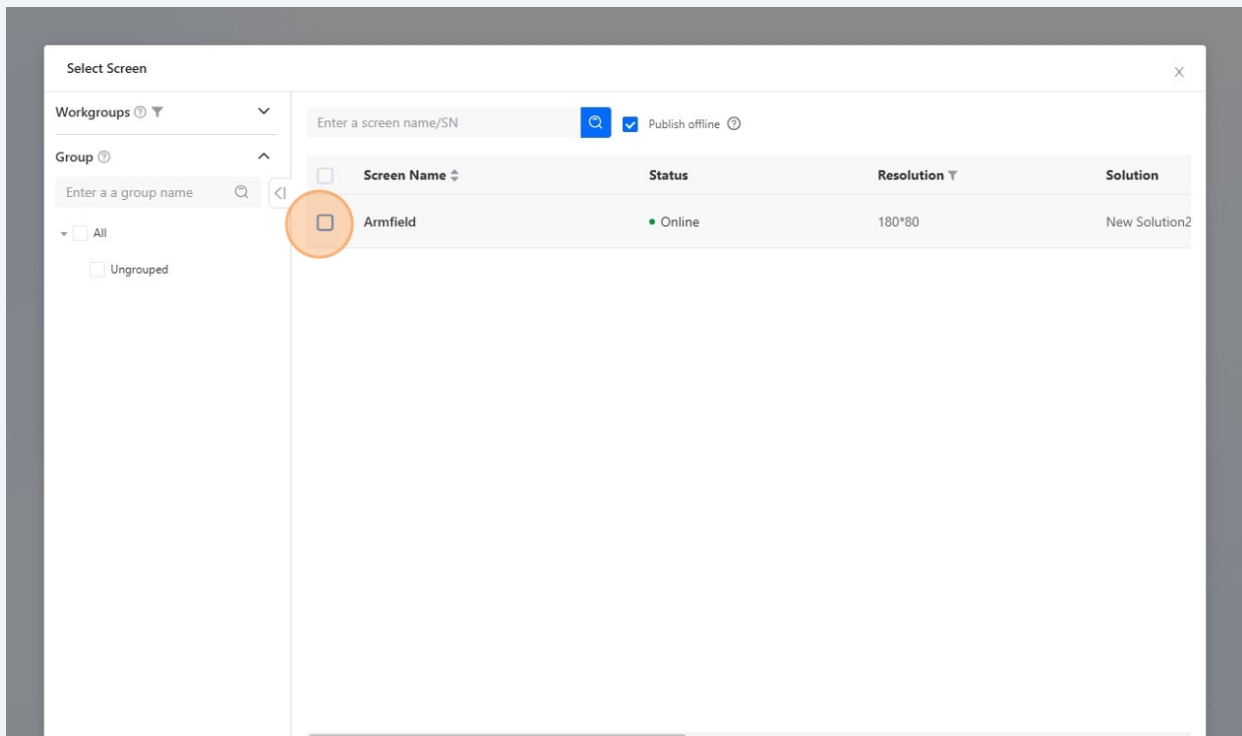 Select Screen
X
Workgroups
Enter a screen name/SN
Publish offline
Group
Enter a a group name
Screen Name
Status
Resolution
Solution
Armfield
Online
180*80
New Solution2
All
Ungrouped